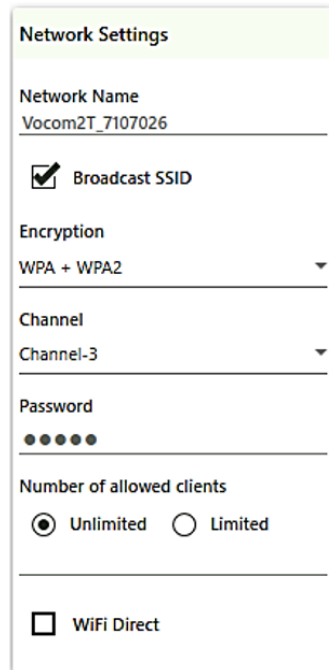 Network Settings
Network Name
Vocom2T_7107026
Broadcast SSID
Encryption
WPA + WPA2
Channel
Channel-3
Password
●●●●●
Number of allowed clients
Unlimited Limited
WiFi Direct